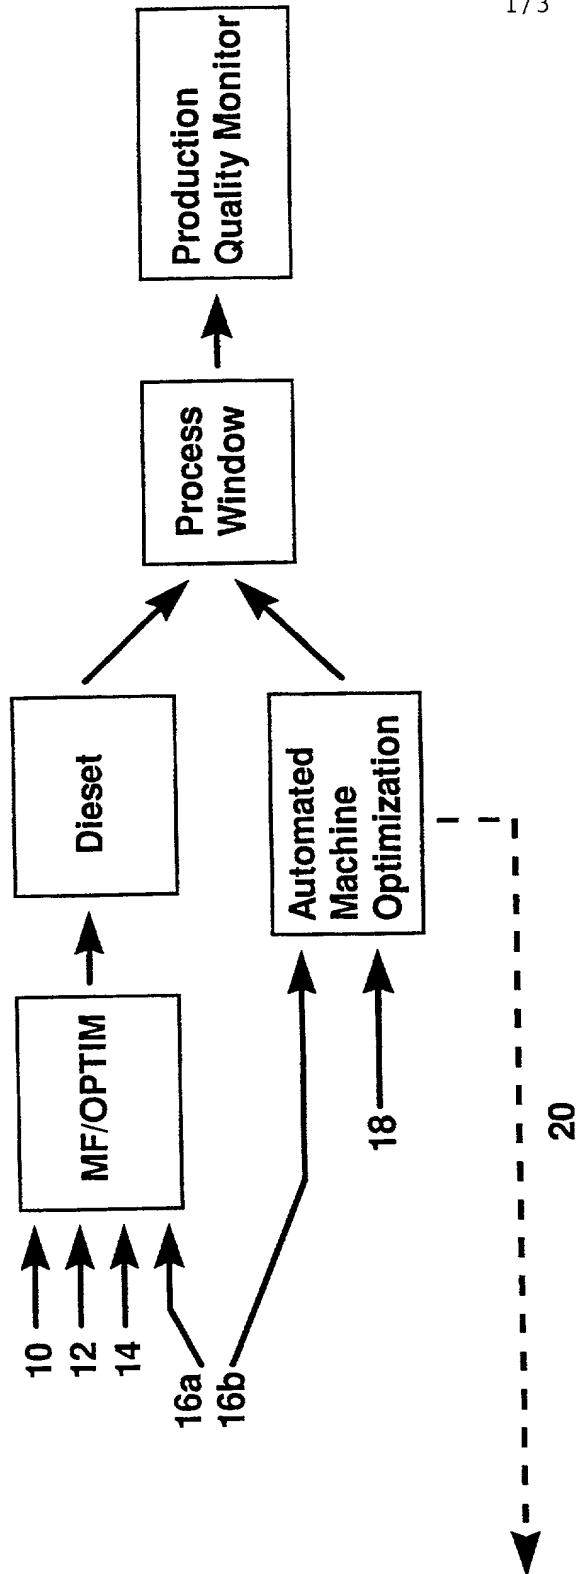 1/3
10
12
14
16a
16b
MF/OPTIM
Dieset
18
Automated
Machine
Optimization
Process
Window
Production
Quality Monitor
20